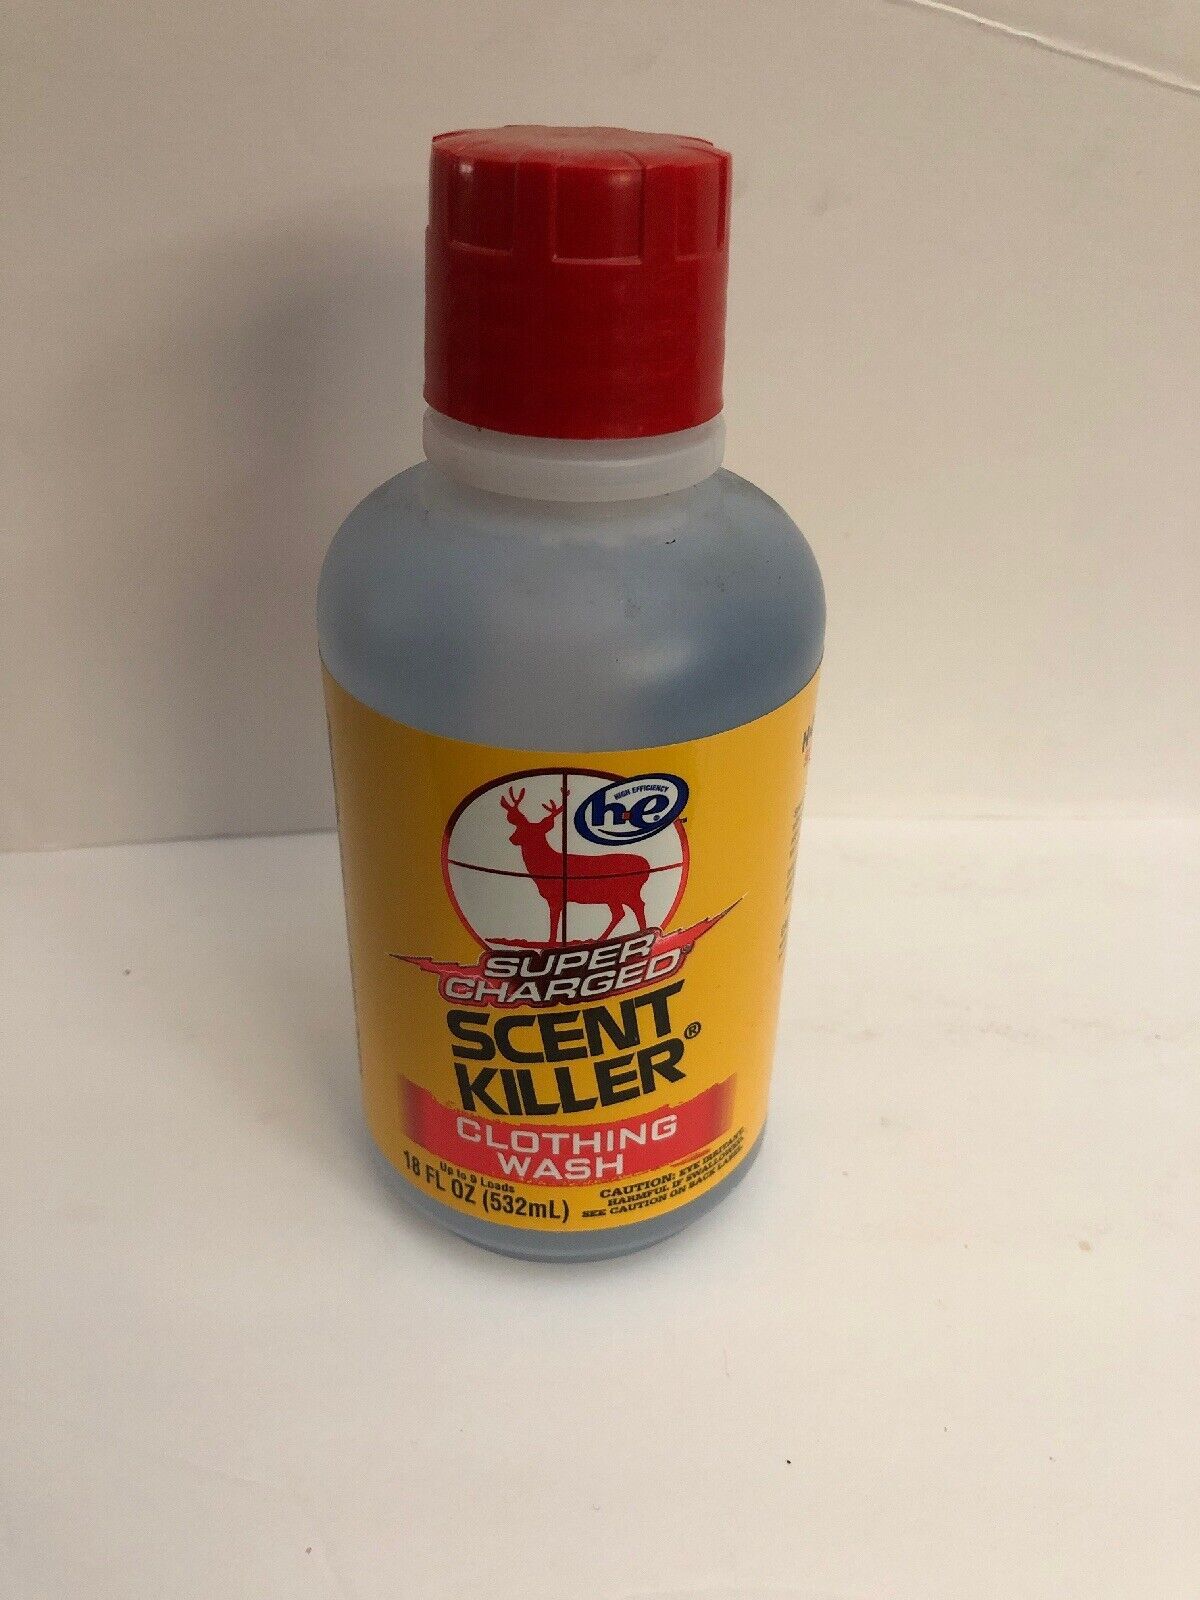 HIGH EFFICIENCY
h·e
™
SUPER
CHARGED®
SCENT
KILLER®
CLOTHING
WASH
Up to 9 Loads
18 FL OZ (532mL)
CAUTION: EYE IRRITANT.
HARMFUL IF SWALLOWED.
SEE CAUTION ON BACK LABEL.